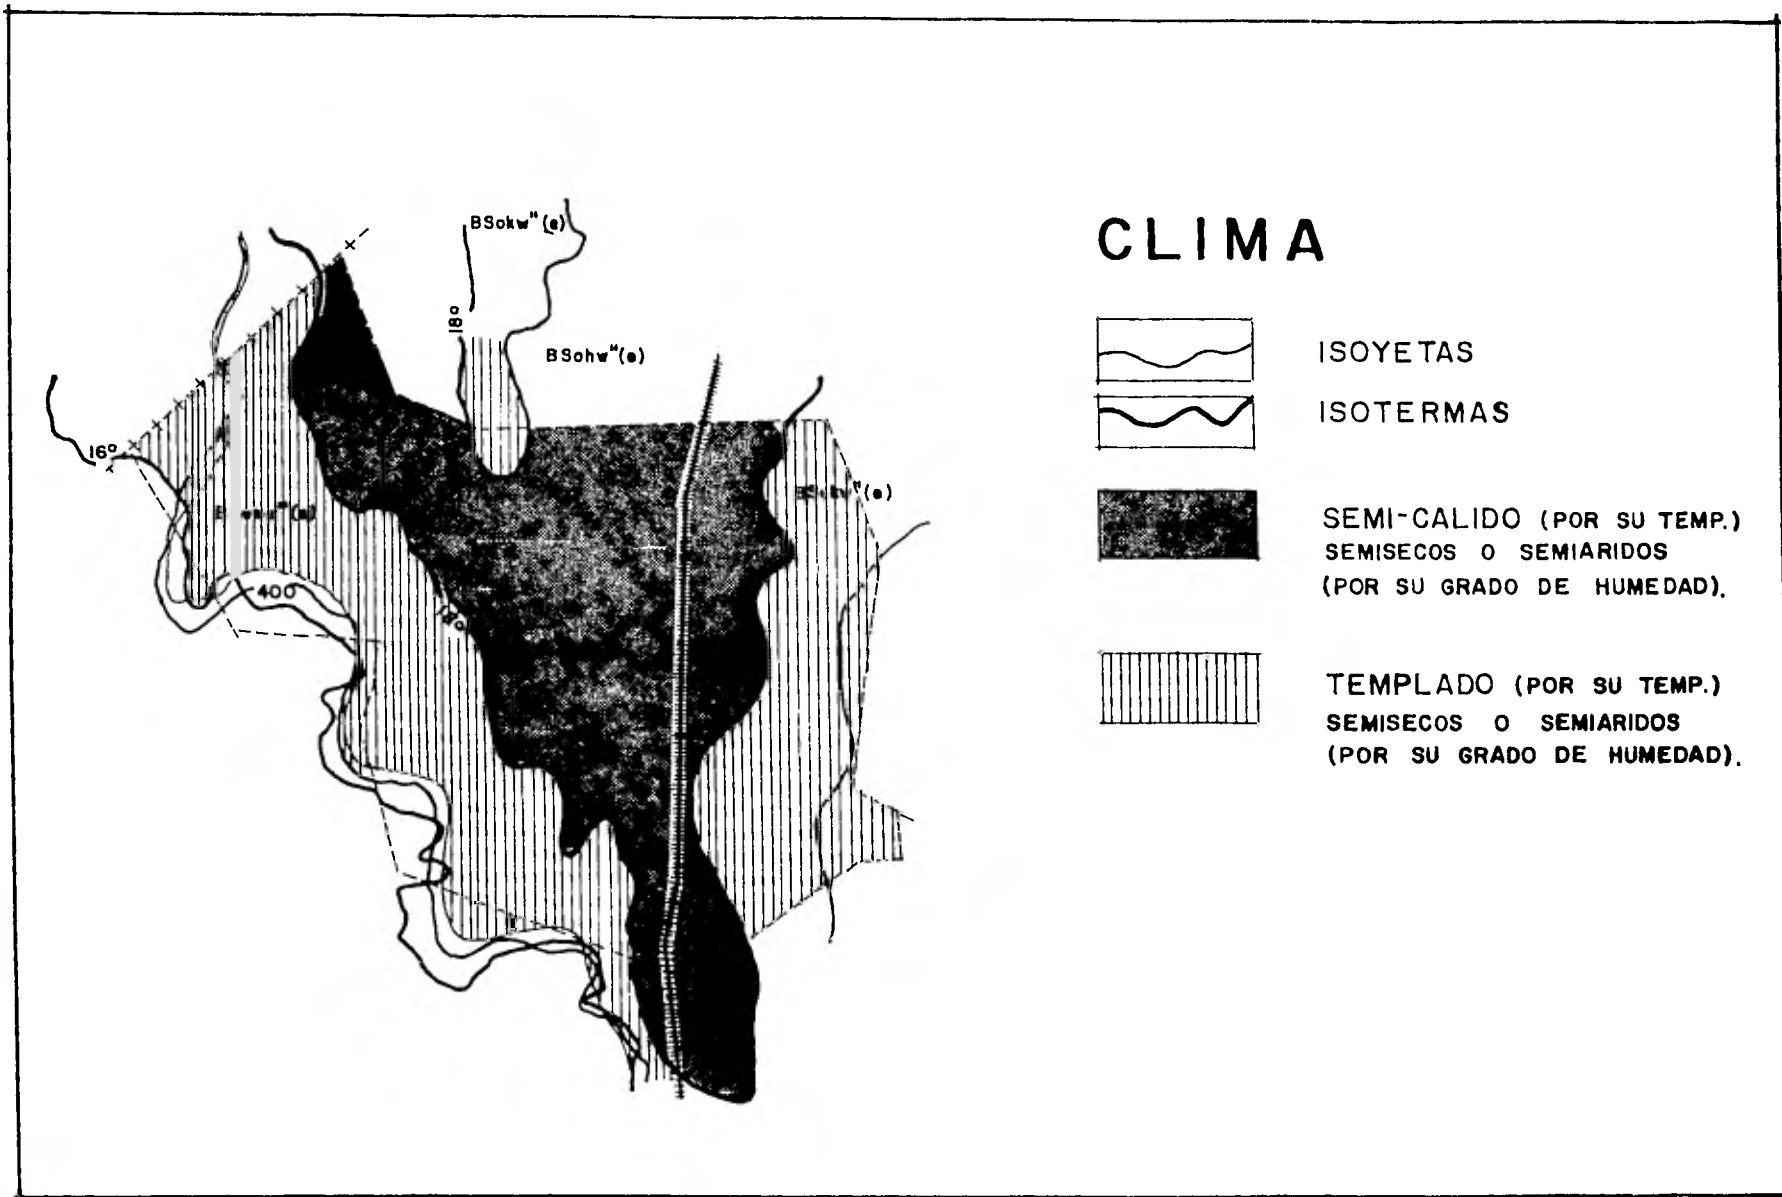 CLIMA
ISOYETAS
ISOTERMAS
SEMI-CALIDO (POR SU TEMP.)
SEMISECOS O SEMIARIDOS
(POR SU GRADO DE HUMEDAD).
TEMPLADO (POR SU TEMP.)
SEMISECOS O SEMIARIDOS
(POR SU GRADO DE HUMEDAD).
BSokw"(e)
18º
BSohw"(e)
16º
400
18º